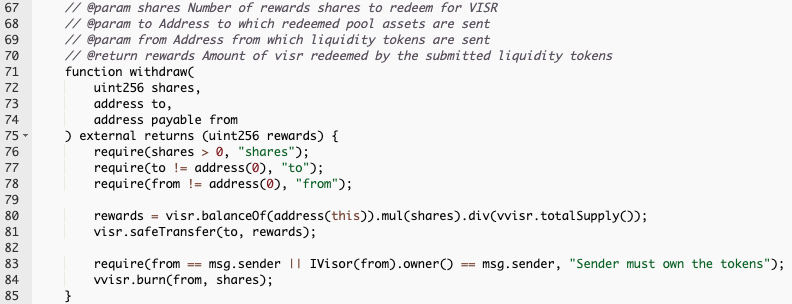 67 // @param shares Number of rewards shares to redeem for VISR
68 // @param to Address to which redeemed pool assets are sent
69 // @param from Address from which liquidity tokens are sent
70 // @return rewards Amount of visr redeemed by the submitted liquidity tokens
71 function withdraw(
72 uint256 shares,
73 address to,
74 address payable from
75 ) external returns (uint256 rewards) {
76 require(shares > 0, "shares");
77 require(to != address(0), "to");
78 require(from != address(0), "from");
79
80 rewards = visr.balanceOf(address(this)).mul(shares).div(vvisr.totalSupply());
81 visr.safeTransfer(to, rewards);
82
83 require(from == msg.sender || IVisor(from).owner() == msg.sender, "Sender must own the tokens");
84 vvisr.burn(from, shares);
85 }